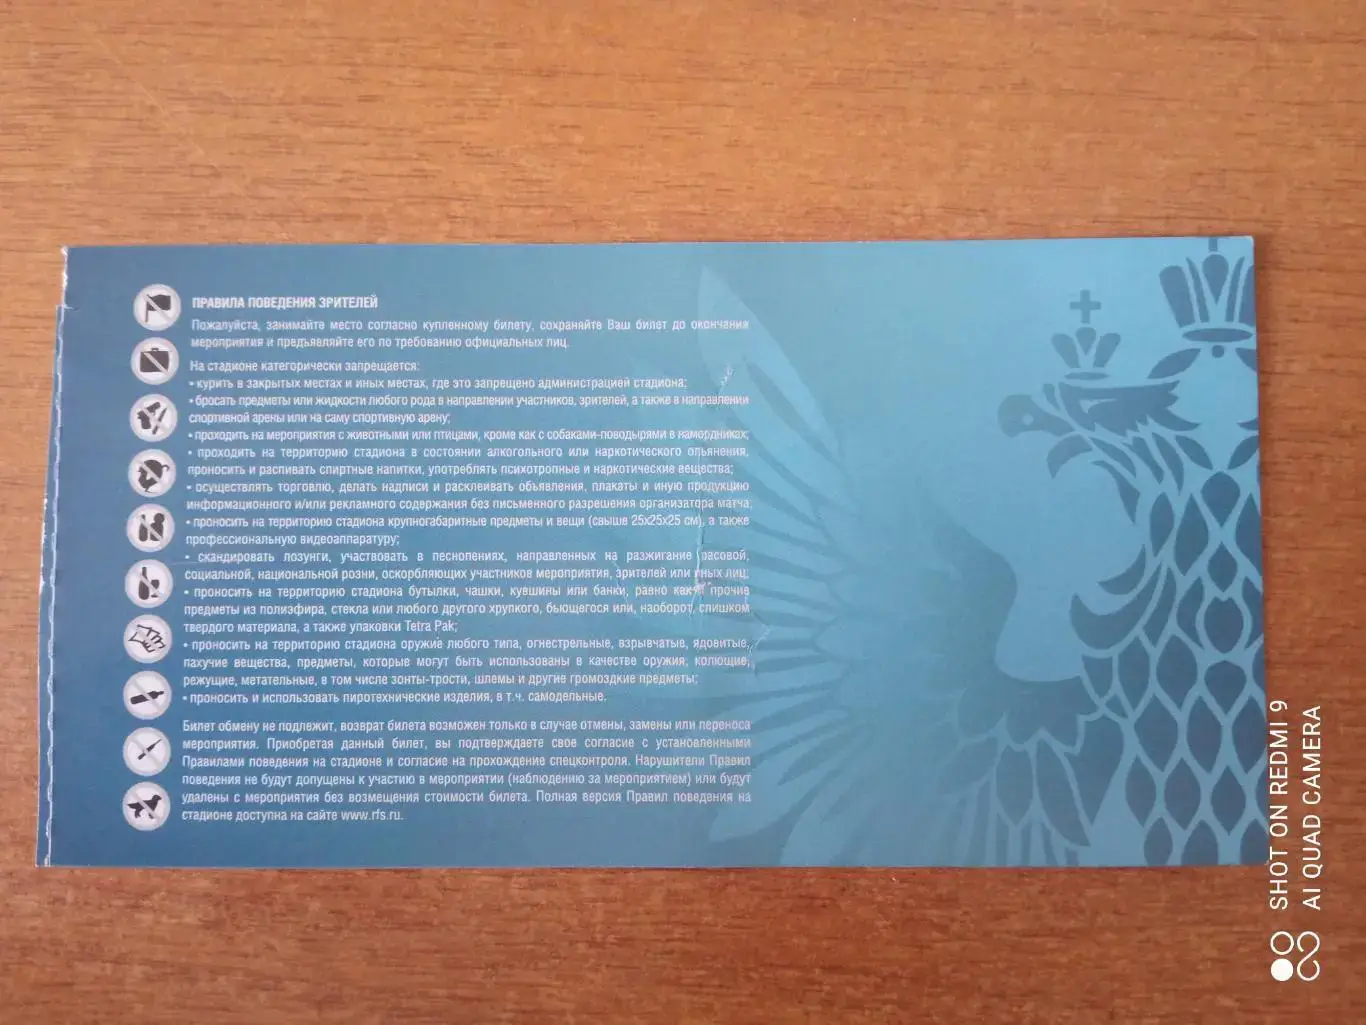 ПРАВИЛА ПОВЕДЕНИЯ ЗРИТЕЛЕЙ
Пожалуйста, занимайте место согласно купленному билету, сохраняйте Ваш билет до окончания
мероприятия и предъявляйте его по требованию официальных лиц.
На стадионе категорически запрещается:
• курить в закрытых местах и иных местах, где это запрещено администрацией стадиона;
• бросать предметы или жидкости любого рода в направлении участников, зрителей, а также в направлении
спортивной арены или на саму спортивную арену;
• проходить на мероприятия с животными или птицами, кроме как с собаками-поводырями в намордниках;
• проходить на территорию стадиона в состоянии алкогольного или наркотического опьянения,
проносить и распивать спиртные напитки, употреблять психотропные и наркотические вещества;
• осуществлять торговлю, делать надписи и расклеивать объявления, плакаты и иную продукцию
информационного и/или рекламного содержания без письменного разрешения организатора матча;
• проносить на территорию стадиона крупногабаритные предметы и вещи (свыше 25х25х25 см), а также
профессиональную видеоаппаратуру;
• скандировать лозунги, участвовать в песнопениях, направленных на разжигание расовой,
социальной, национальной розни, оскорбляющих участников мероприятия, зрителей или иных лиц;
• проносить на территорию стадиона бутылки, чашки, кувшины или банки, равно как и прочие
предметы из полиэфира, стекла или любого другого хрупкого, бьющегося или, наоборот, слишком
твердого материала, а также упаковки Tetra Pak;
• проносить на территорию стадиона оружие любого типа, огнестрельные, взрывчатые, ядовитые,
пахучие вещества, предметы, которые могут быть использованы в качестве оружия, колющие,
режущие, метательные, в том числе зонты-трости, шлемы и другие громоздкие предметы;
• проносить и использовать пиротехнические изделия, в т.ч. самодельные.
Билет обмену не подлежит, возврат билета возможен только в случае отмены, замены или переноса
мероприятия. Приобретая данный билет, вы подтверждаете свое согласие с установленными
Правилами поведения на стадионе и согласие на прохождение спецконтроля. Нарушители Правил
поведения не будут допущены к участию в мероприятии (наблюдению за мероприятием) или будут
удалены с мероприятия без возмещения стоимости билета. Полная версия Правил поведения на
стадионе доступна на сайте www.rfs.ru.
SHOT ON REDMI 9
AI QUAD CAMERA